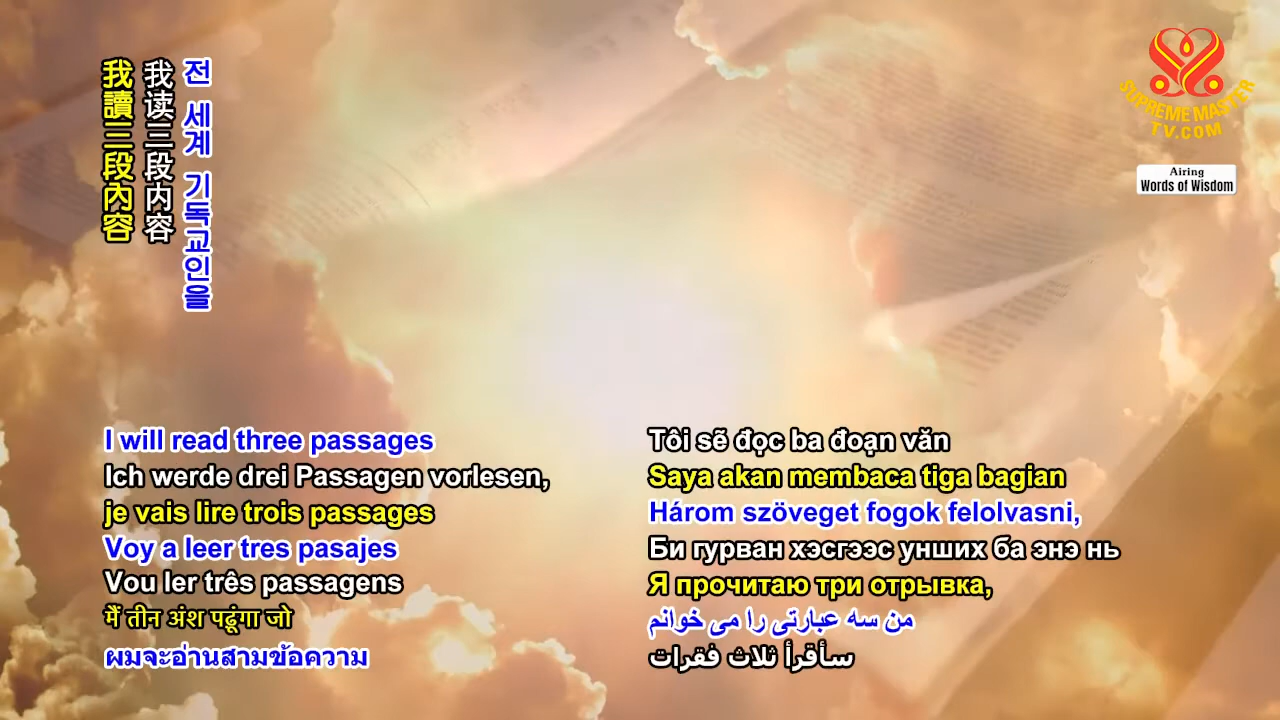 我讀三段內容
我读三段内容
전 세계 기독교인을
SUPREME MASTER
TV.COM
Airing
Words of Wisdom
I will read three passages
Ich werde drei Passagen vorlesen,
je vais lire trois passages
Voy a leer tres pasajes
Vou ler três passagens
मैं तीन अंश पढूंगा जो
ผมจะอ่านสามข้อความ
Tôi sẽ đọc ba đoạn văn
Saya akan membaca tiga bagian
Három szöveget fogok felolvasni,
Би гурван хэсгээс унших ба энэ нь
Я прочитаю три отрывка,
من سه عبارتی را می خوانم
سأقرأ ثلاث فقرات